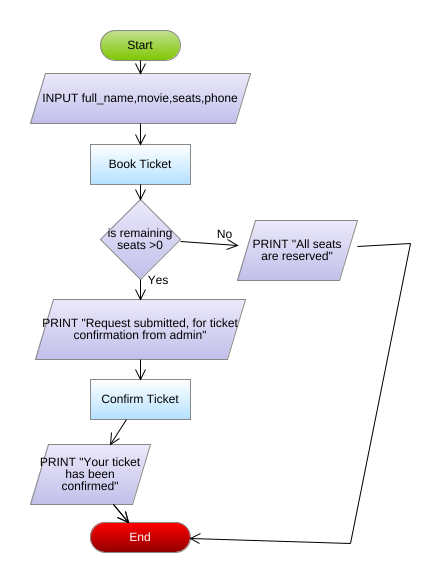 Start
INPUT full_name,movie,seats,phone
Book Ticket
is remaining
seats >0
No
PRINT "All seats
are reserved"
Yes
PRINT "Request submitted, for ticket
confirmation from admin"
Confirm Ticket
PRINT "Your ticket
has been
confirmed"
End